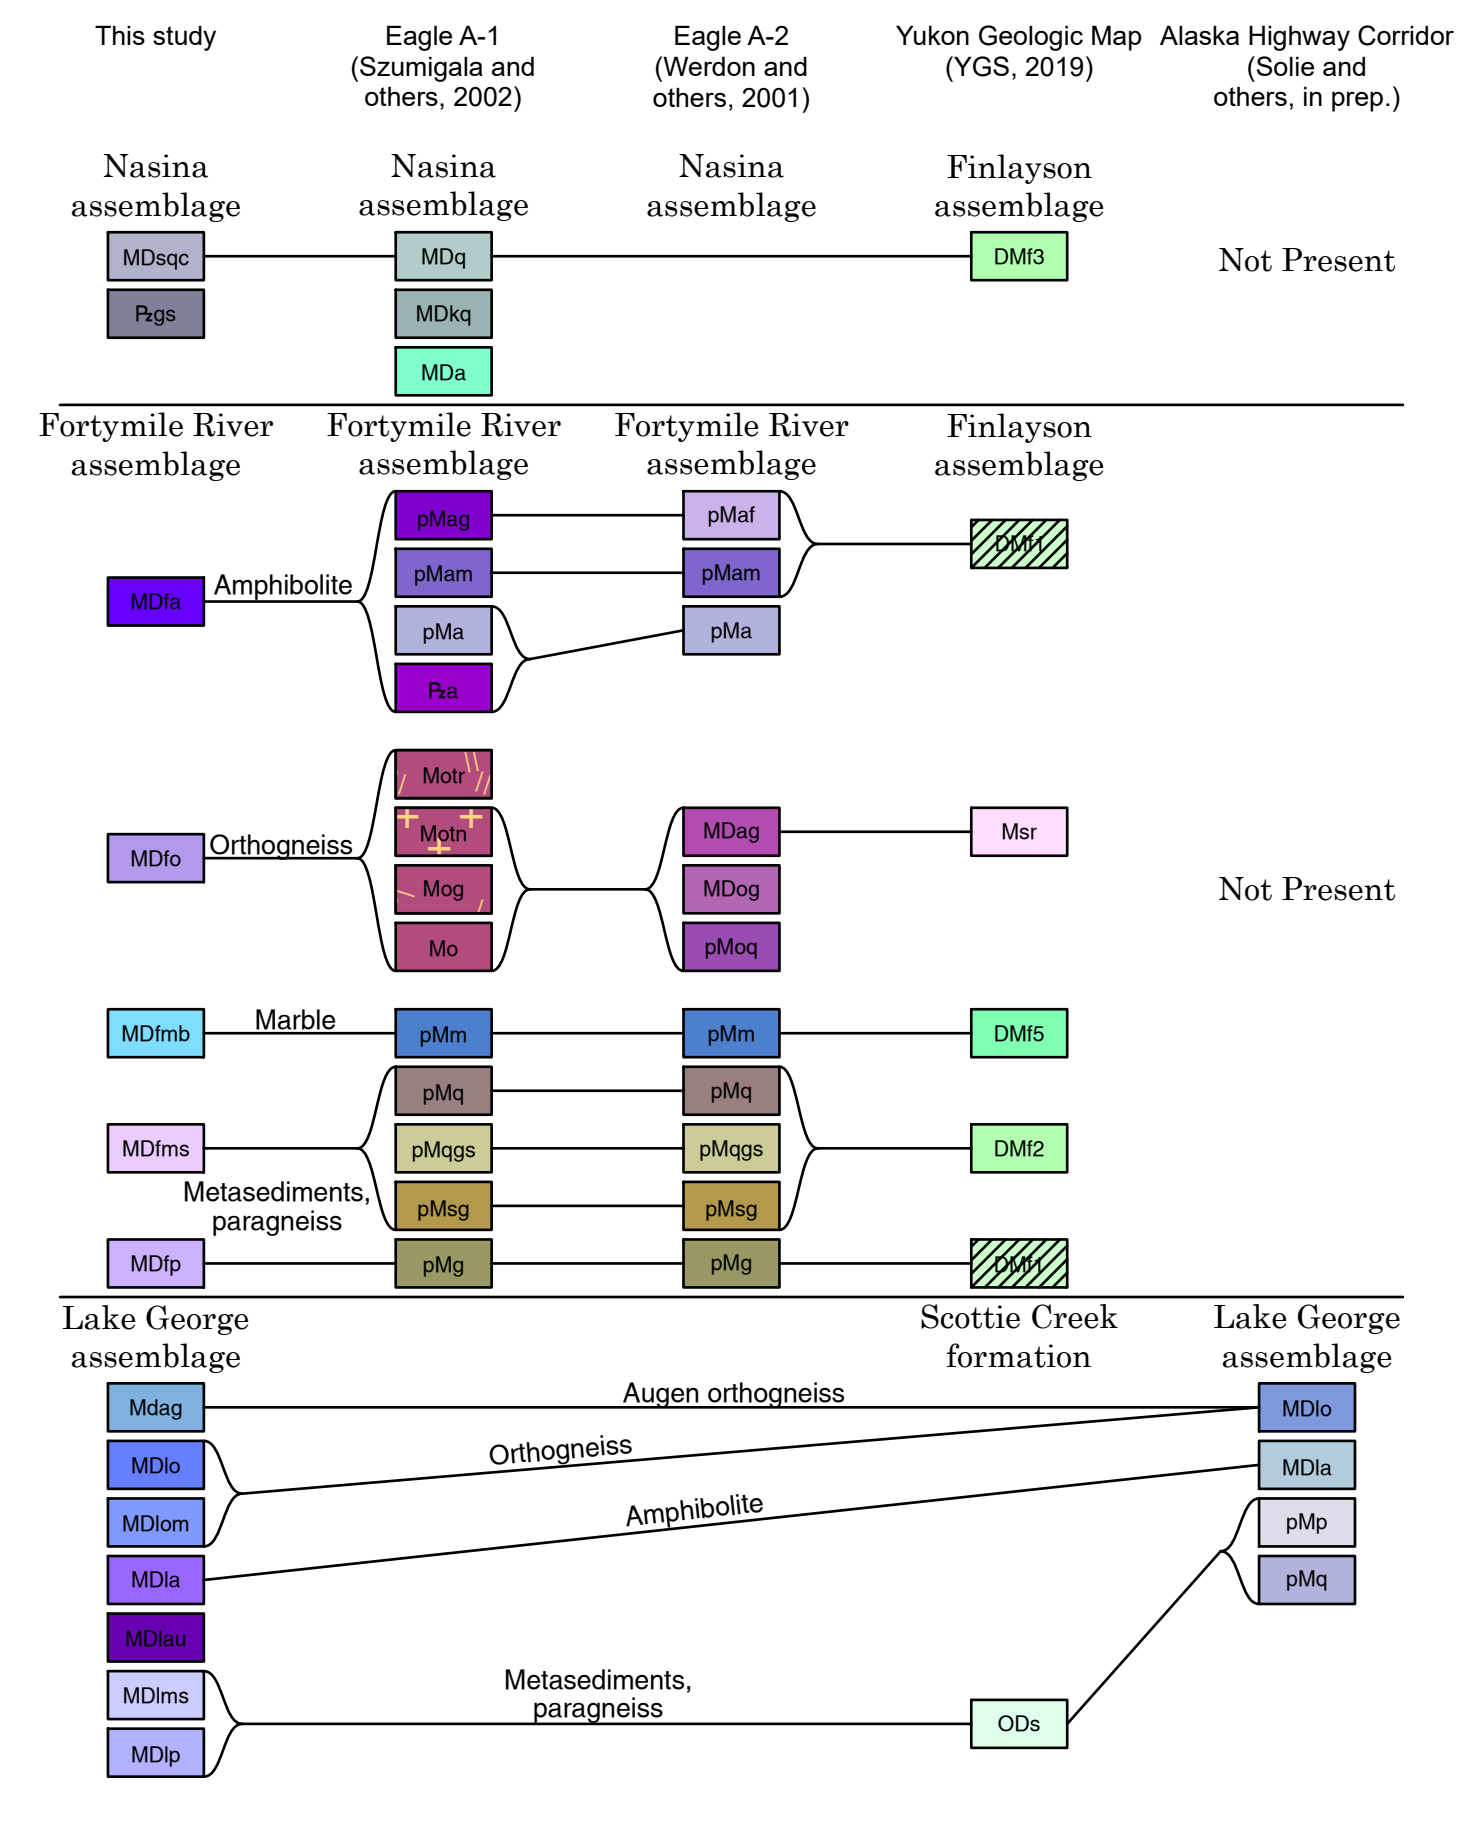 This study
Eagle A-1
(Szumigala and
others, 2002)
Eagle A-2
(Werdon and
others, 2001)
Yukon Geologic Map
(YGS, 2019)
Alaska Highway Corridor
(Solie and
others, in prep.)
Nasina
assemblage
Nasina
assemblage
Nasina
assemblage
Finlayson
assemblage
MDsqc
MDq
DMf3
Not Present
Pzgs
MDkq
MDa
Fortymile River
assemblage
Fortymile River
assemblage
Fortymile River
assemblage
Finlayson
assemblage
pMag
pMaf
DMf1
pMam
pMam
MDfa
Amphibolite
pMa
pMa
Pza
Motr
Motn
MDag
Msr
MDfo
Orthogneiss
Mog
MDog
Not Present
Mo
pMoq
MDfmb
Marble
pMm
pMm
DMf5
pMq
pMq
MDfms
pMqgs
pMqgs
DMf2
Metasediments,
paragneiss
pMsg
pMsg
MDfp
pMg
pMg
DMf1
Lake George
assemblage
Scottie Creek
formation
Lake George
assemblage
Mdag
Augen orthogneiss
MDlo
MDlo
Orthogneiss
MDla
MDlom
Amphibolite
pMp
MDla
pMq
MDlau
MDlms
Metasediments,
paragneiss
ODs
MDlp